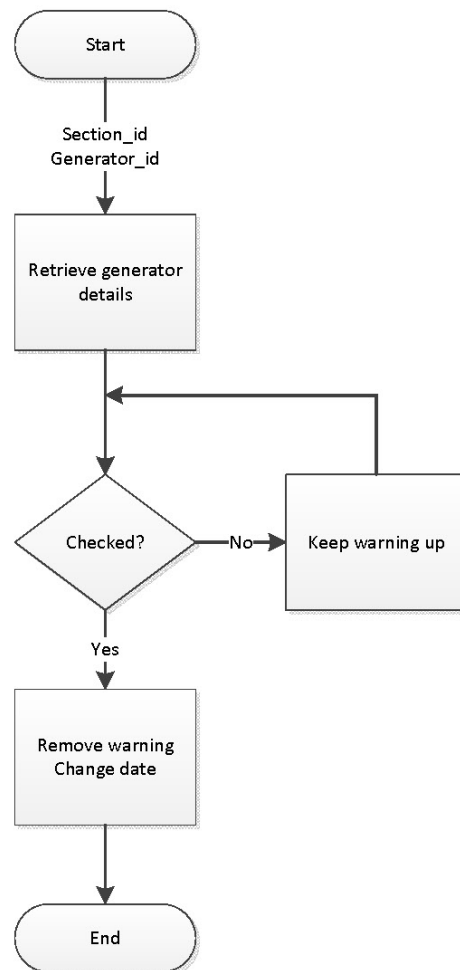 Start
Section_id
Generator_id
Retrieve generator
details
Checked?
No
Keep warning up
Yes
Remove warning
Change date
End